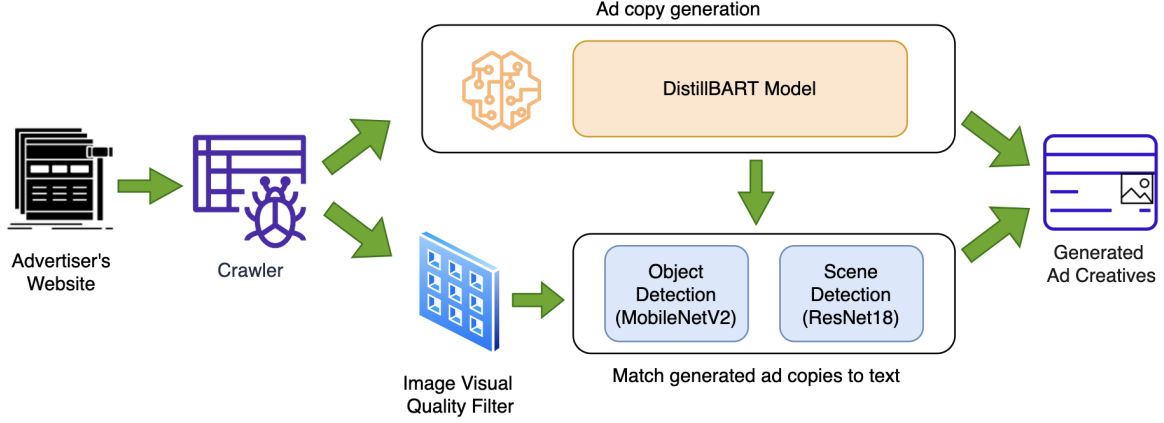 Ad copy generation
DistillBART Model
Advertiser's
Website
Crawler
Image Visual
Quality Filter
Object
Detection
(MobileNetV2)
Scene
Detection
(ResNet18)
Match generated ad copies to text
Generated
Ad Creatives